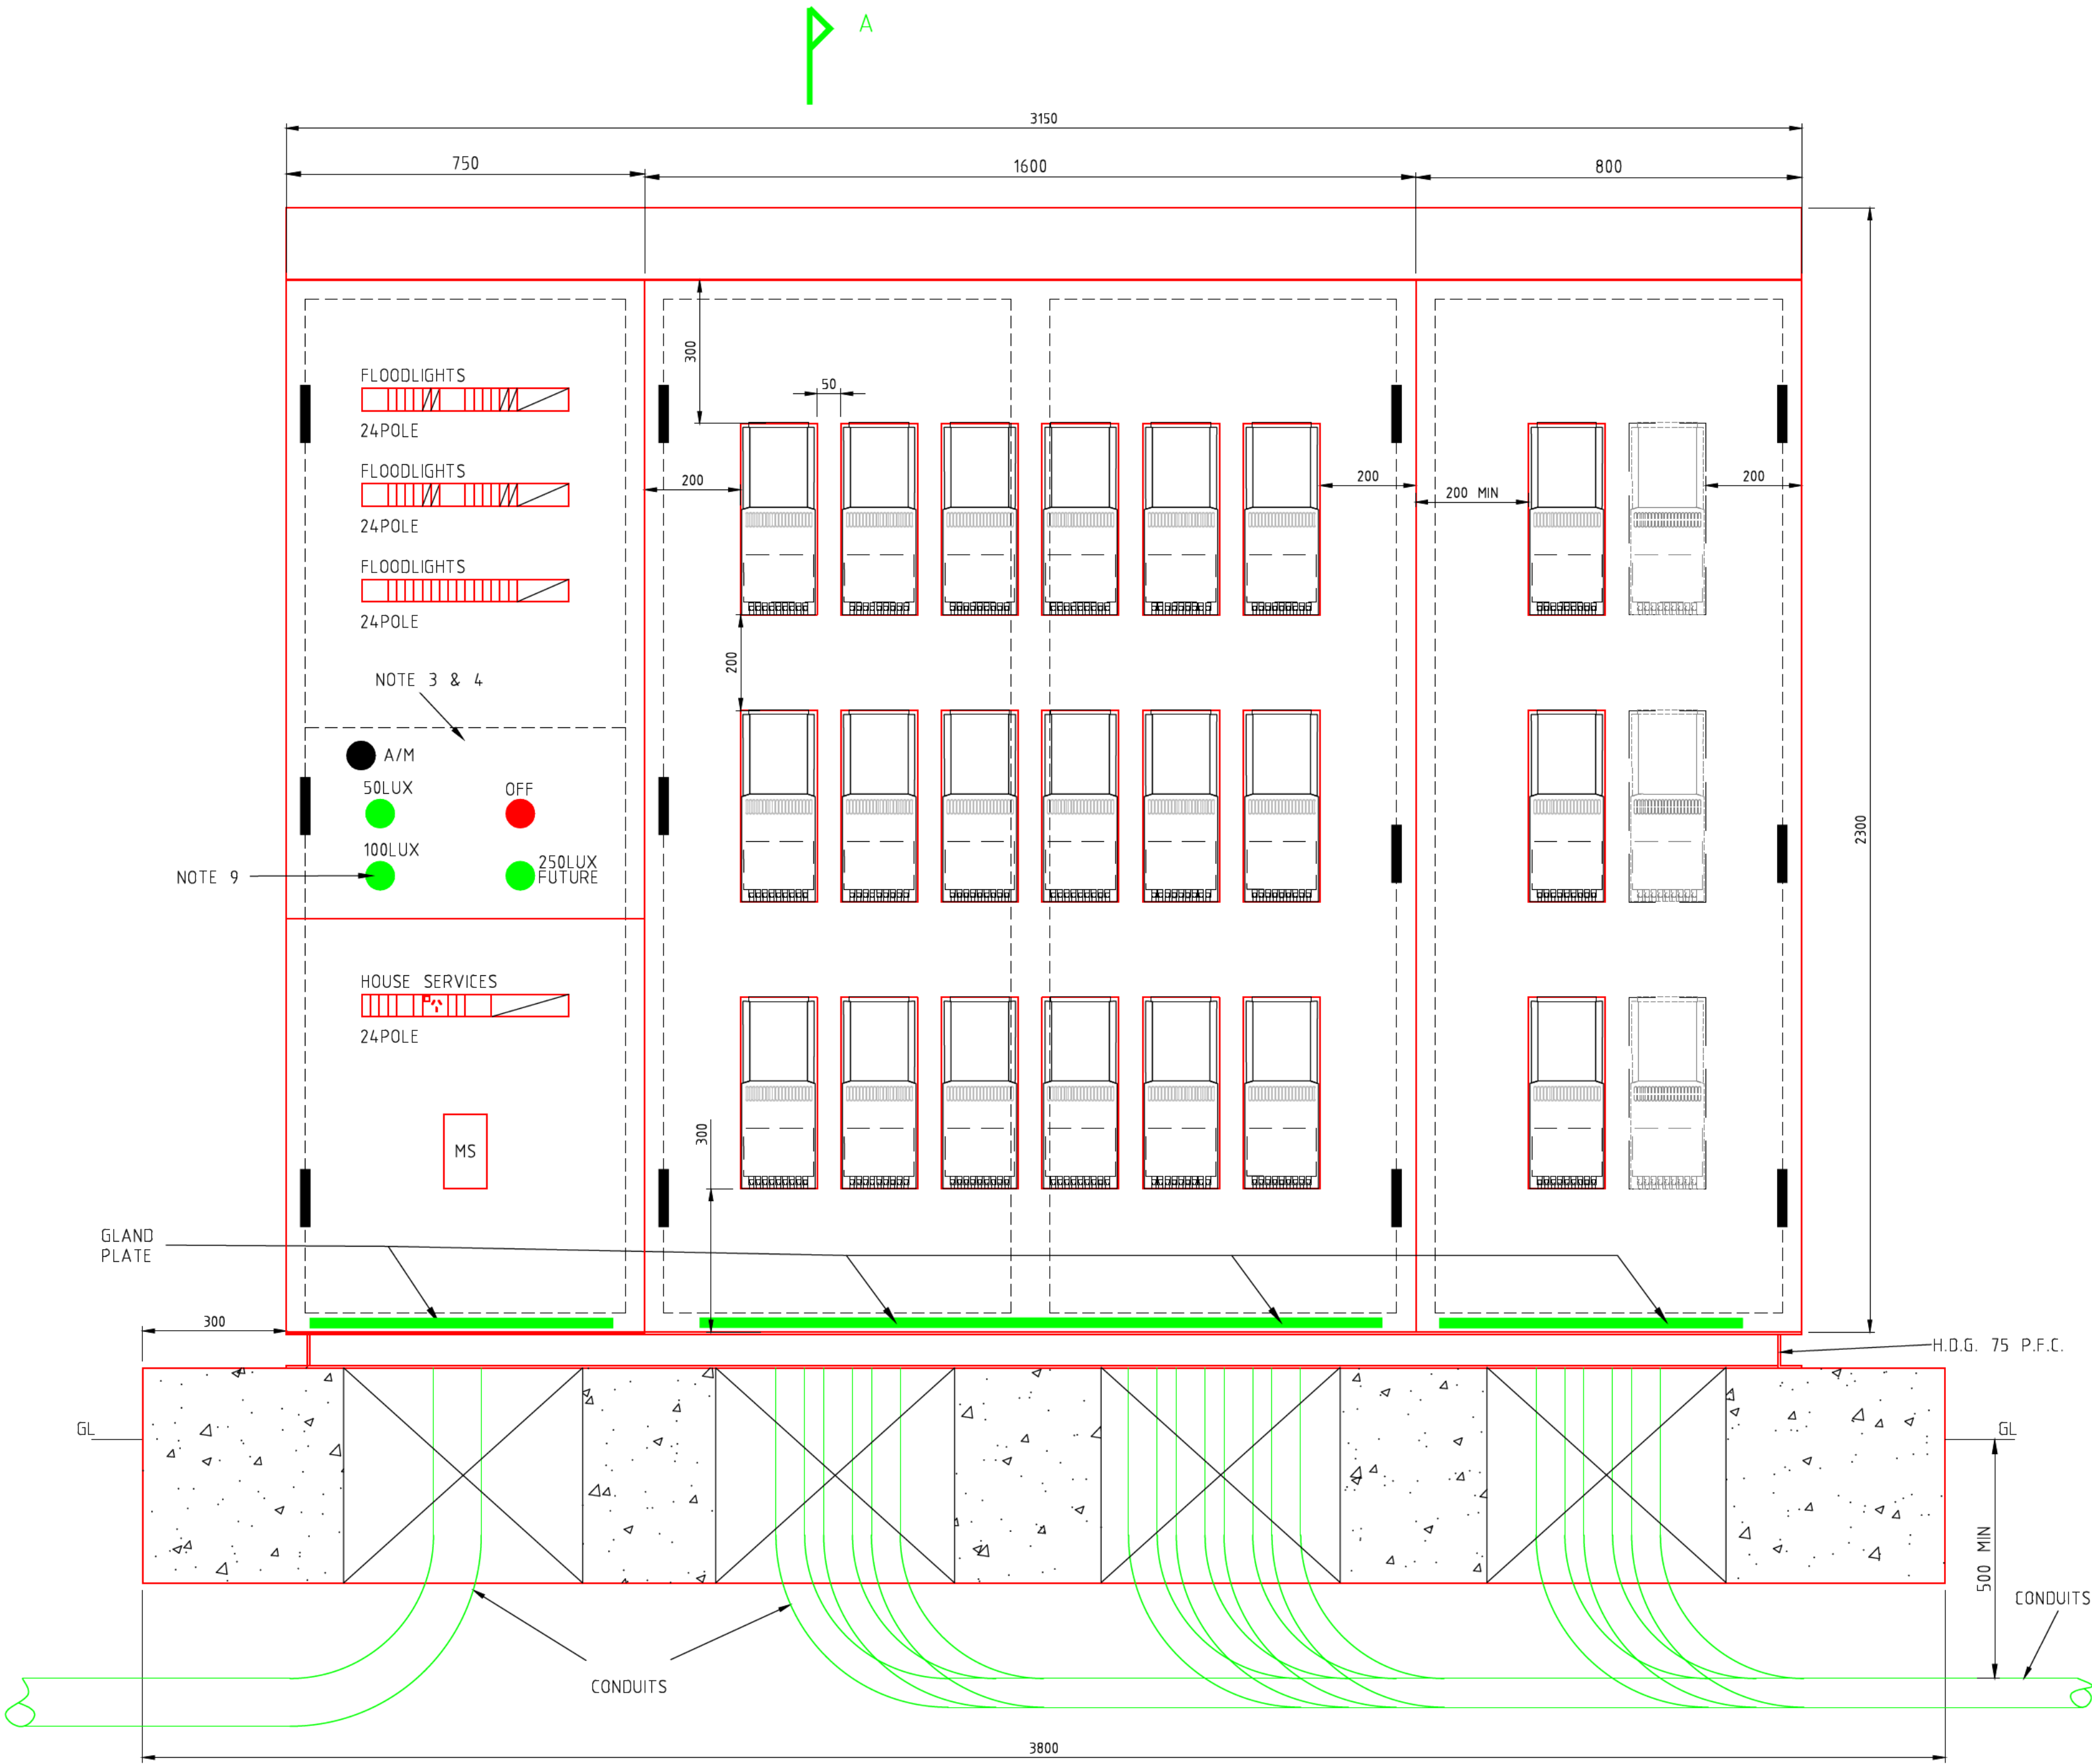 A
3150
750
1600
800
300
50
FLOODLIGHTS
24POLE
FLOODLIGHTS
24POLE
FLOODLIGHTS
24POLE
200
200
200 MIN
200
200
NOTE 3 & 4
A/M
50LUX
OFF
100LUX
250LUX
FUTURE
NOTE 9
2300
HOUSE SERVICES
24POLE
MS
300
GLAND
PLATE
300
H.D.G. 75 P.F.C.
GL
GL
500 MIN
CONDUITS
CONDUITS
3800